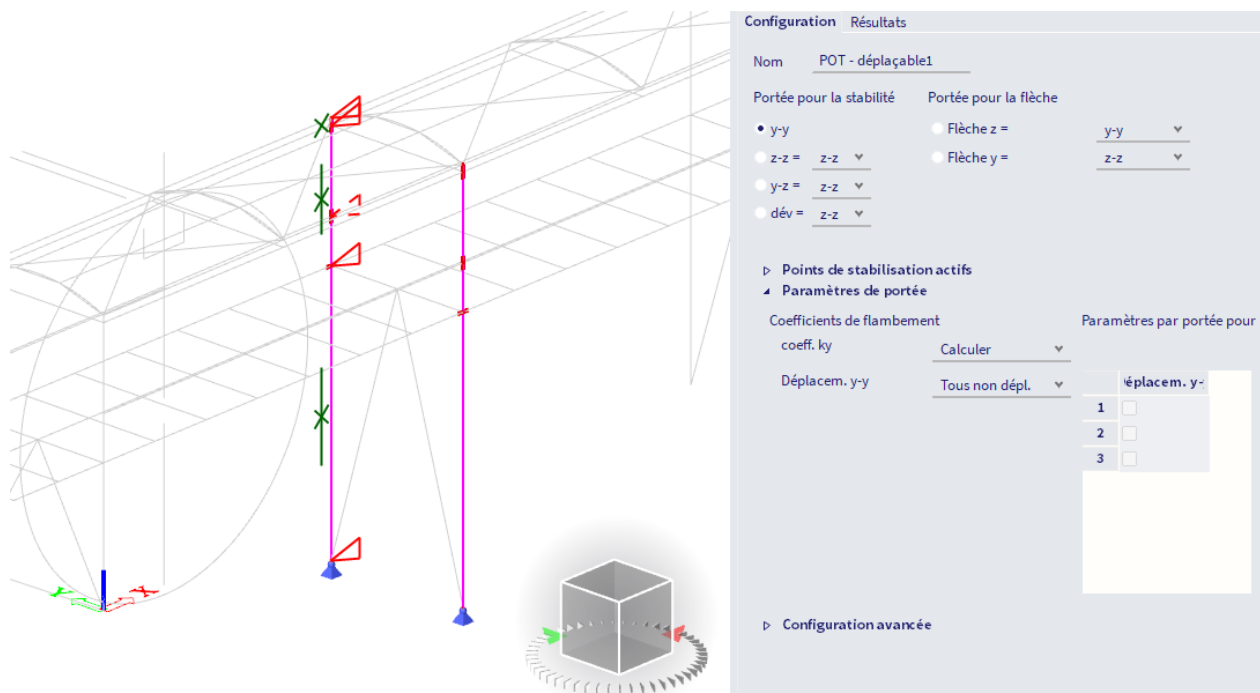 Configuration Résultats
Nom POT - déplaçable1
Portée pour la stabilité Portée pour la flèche
y-y Flèche z = y-y
z-z = z-z Flèche y = z-z
y-z = z-z
dév = z-z
Points de stabilisation actifs
Paramètres de portée
Coefficients de flambement Paramètres par portée pour
coeff. ky Calculer
Déplacem. y-y Tous non dépl. éplacem. y-
1
2
3
Configuration avancée
Y X